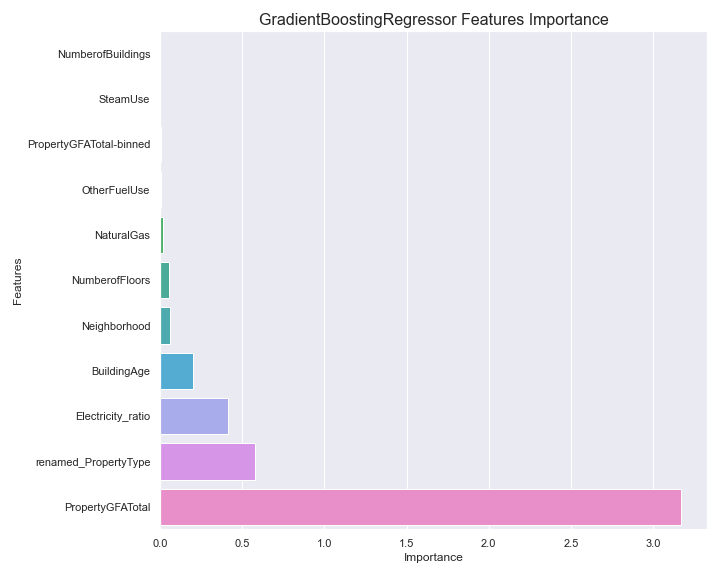 GradientBoostingRegressor Features Importance
NumberofBuildings
SteamUse
PropertyGFATotal-binned
OtherFuelUse
NaturalGas
NumberofFloors
Neighborhood
BuildingAge
Electricity_ratio
renamed_PropertyType
PropertyGFATotal
Features
0.0 0.5 1.0 1.5 2.0 2.5 3.0
Importance